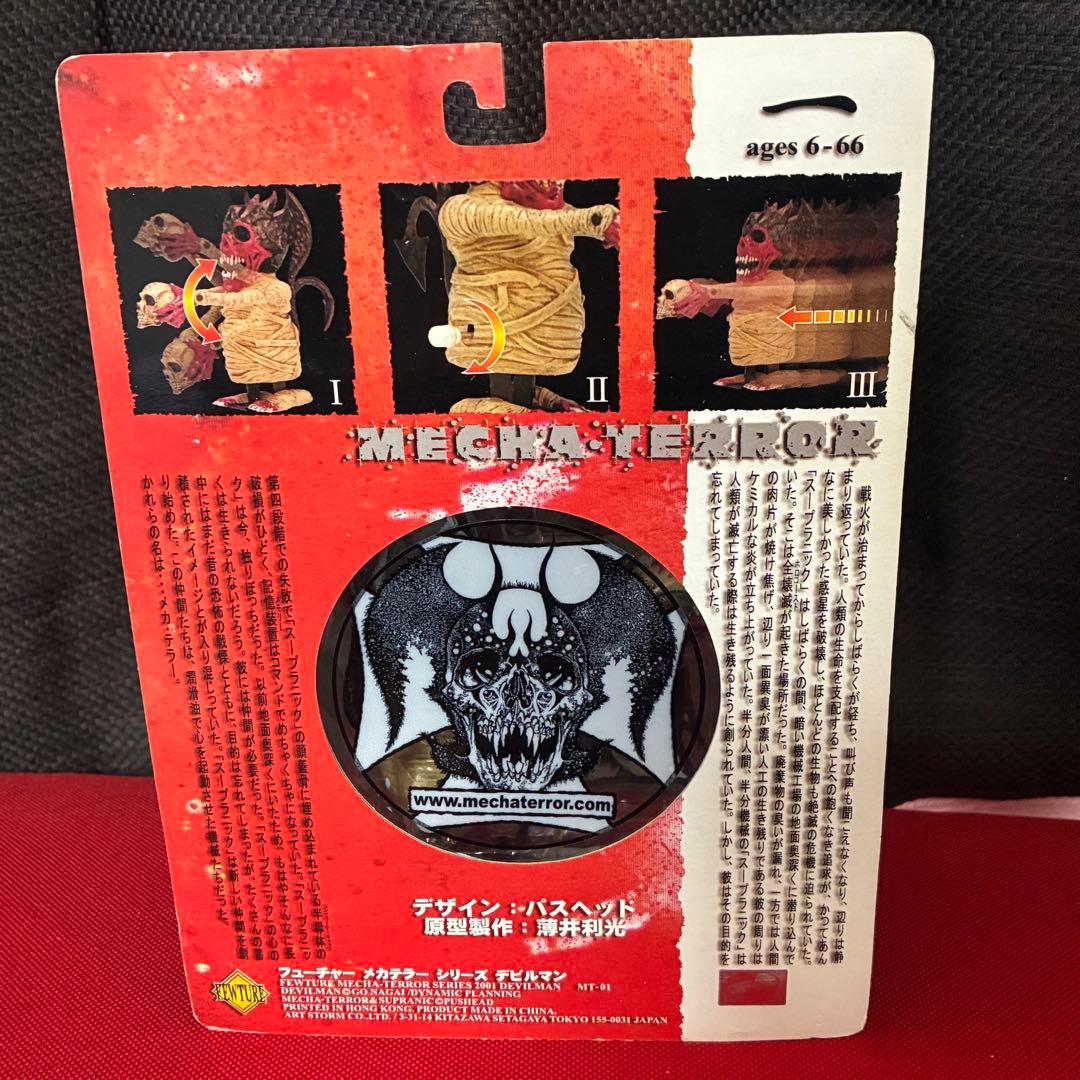 一
ages 6-66
I
II
III
MECHA·TERROR
戦火が始まってからしばらくが経ち、叫び声も聞こえなくなり、辺りは静
まり返っていた。人類の生命を支配することへの飽くなき追求が、かつてあん
なに美しかった惑星を破壊し、ほとんどの生物も絶滅の危機に迫られていた。
「スープラニック」はしばらくの間、暗い機械工場の地面奥深くに潜り込んで
いた。そこは全壊滅が起きた場所だった。廃棄物の臭いが漏れ、一方では人間
の肉片が焼け焦げ、辺り一面異臭が漂い人工の生き残りである彼の周りは
ケミカルな炎が立ち上がっていた。半分人間、半分機械の「スープラニック」は
人類が滅亡する際は生き残るように創られていた。しかし、彼はその目的を
忘れてしまっていた。
第四段階での失敗で「スープラニック」の頭蓋骨に埋め込まれている半導体の
破損がひどく、記憶装置はコマンドでめちゃくちゃになっていた。「スープラニッ
ク」は今、独りぼっちだった。以前地面奥深くにいたため、もはやそんなに長
くは生きられないだろう。彼には仲間が必要だった。「スープラニック」の心の
中にはまだ昔の恐怖の戦慄とともに、目的は忘れてしまったが、たくさんの蓄
積されたイメージとが入り混じっていた。「スープラニック」は新しい仲間を創
り始めた。この仲間たちは、潤滑油で心を起動させた機械たちだった。
かれらの名は・・・メカ・テラー。
www.mechaterror.com
デザイン：パスヘッド
原型製作：薄井利光
フューチャー メカテラー シリーズ デビルマン
FEWTURE MECHA-TERROR SERIES 2001 DEVILMAN MT-01
DEVILMAN©GO NAGAI/DYNAMIC PLANNING
MECHA-TERROR&SUPRANIC©PUSHEAD
PRINTED IN HONG KONG. PRODUCT MADE IN CHINA.
ART STORM CO.,LTD. / 3-31-14 KITAZAWA SETAGAYA TOKYO 155-0031 JAPAN
FEWTURE